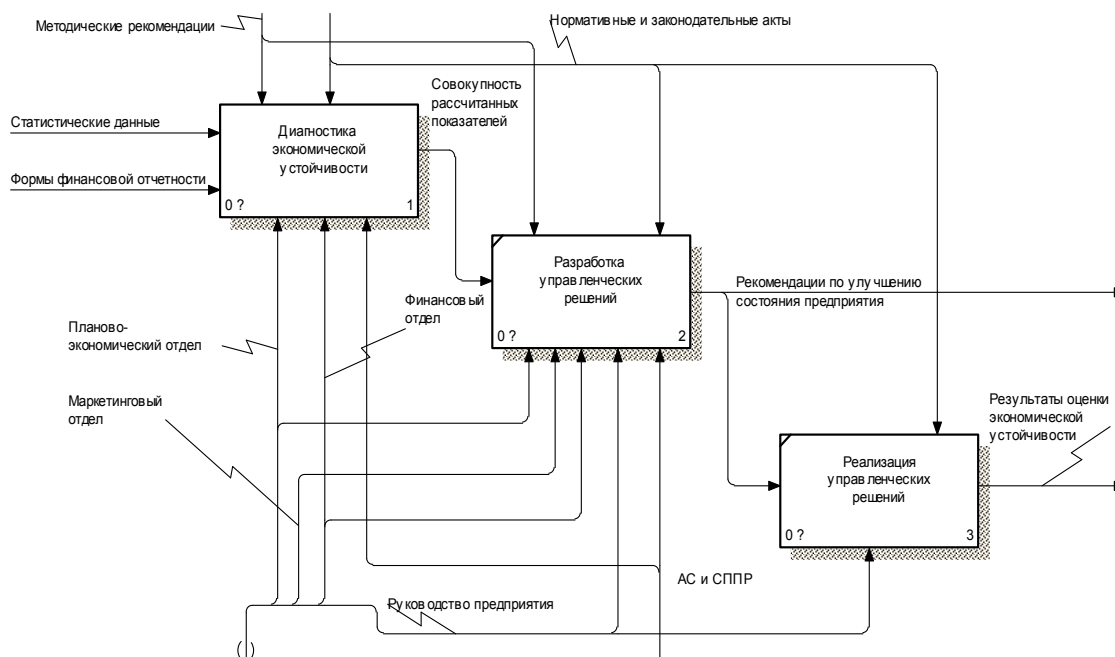 Методические рекомендации
Нормативные и законодательные акты
Совокупность
рассчитанных
показателей
Статистические данные
Диагностика
экономической
устойчивости
Формы финансовой отчетности
0 ?
1
Разработка
управленческих
решений
0 ?
2
Рекомендации по улучшению
состояния предприятия
Финансовый
отдел
Планово-
экономический отдел
Маркетинговый
отдел
Результаты оценки
экономической
устойчивости
Реализация
управленческих
решений
0 ?
3
АС и СППР
Руководство предприятия